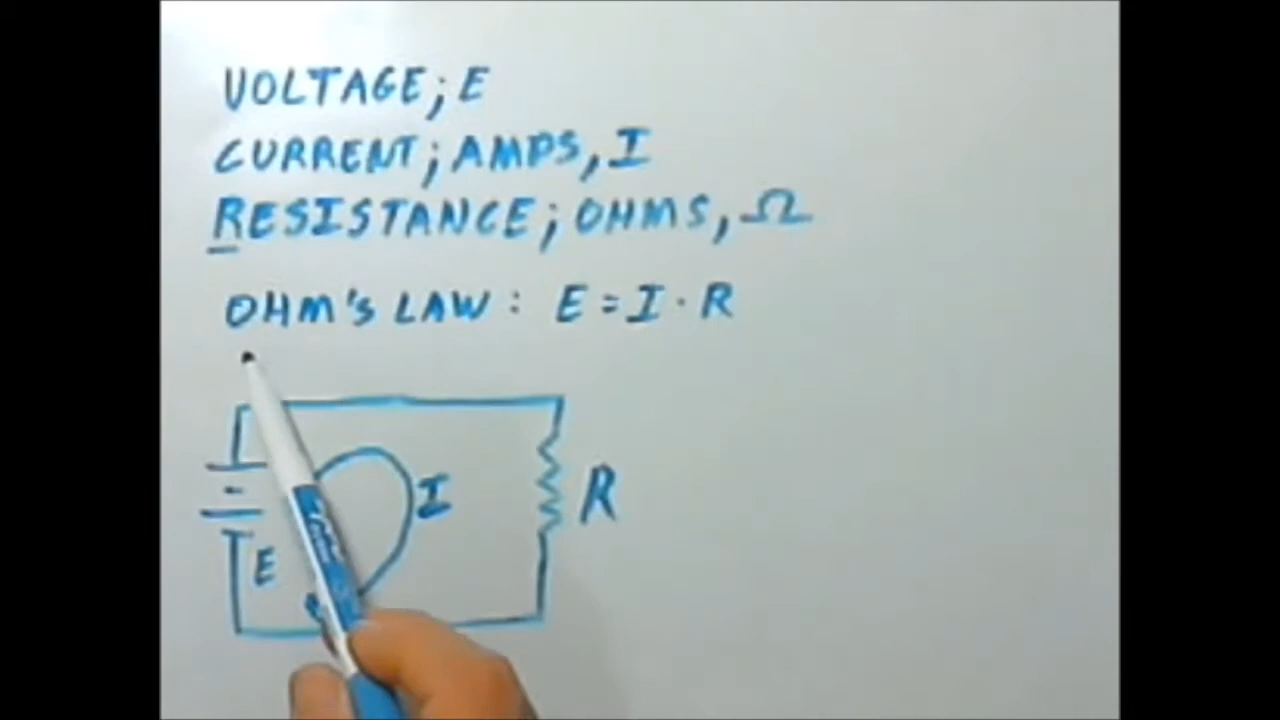 VOLTAGE; E
CURRENT; AMPS, I
RESISTANCE; OHMS, Ω
OHM'S LAW: E = I · R
I
R
E